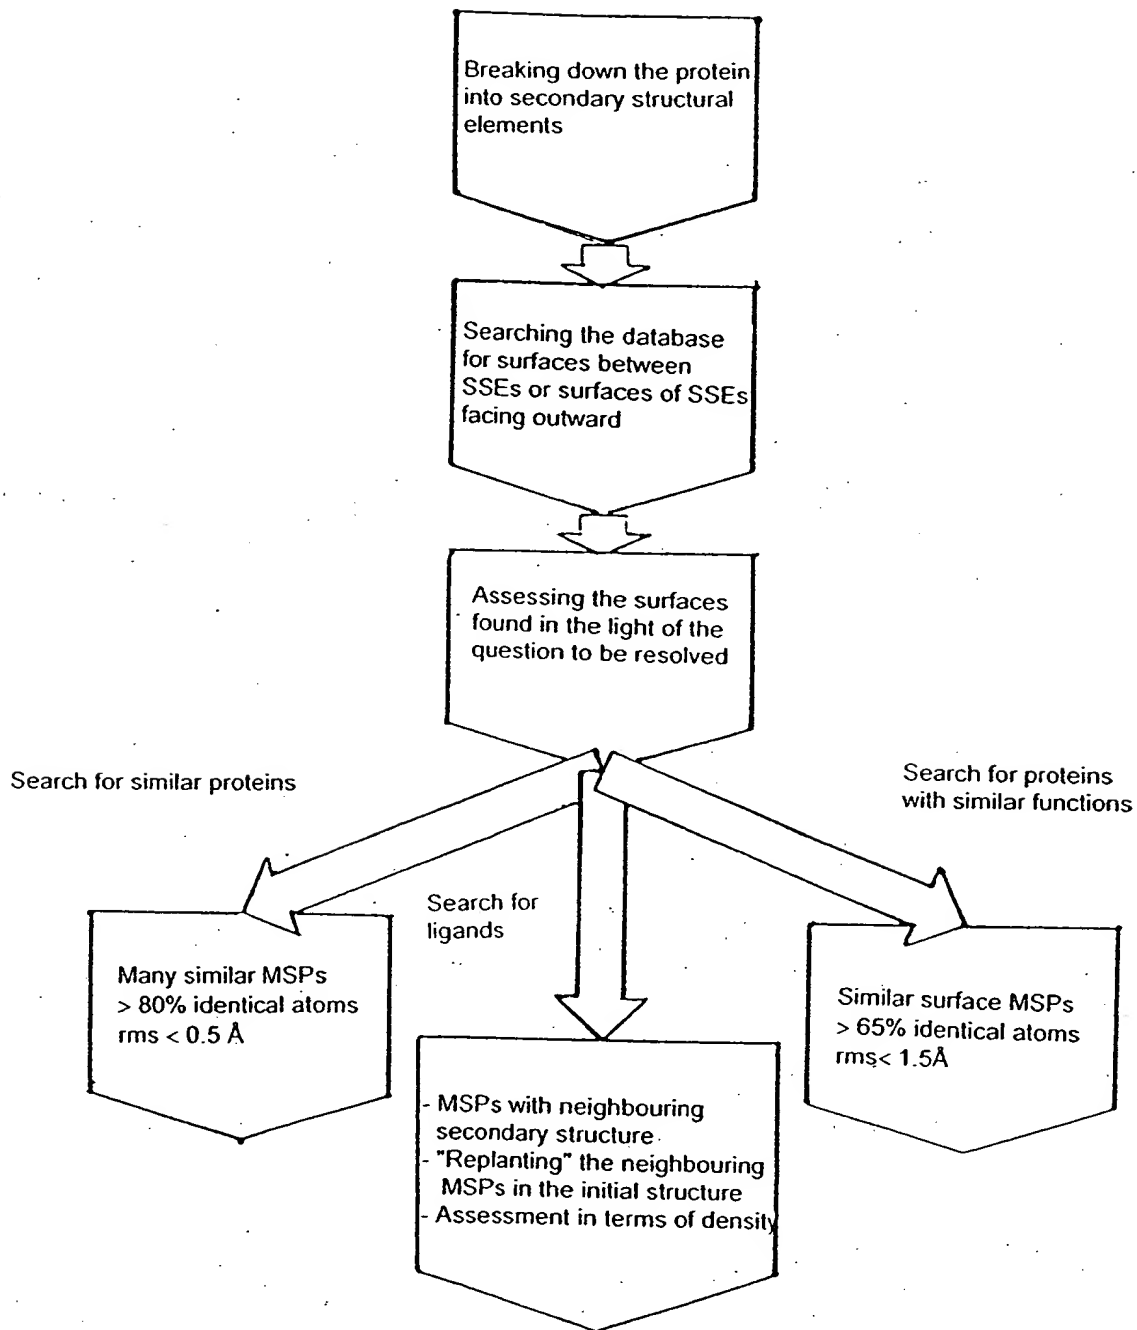 Breaking down the protein
into secondary structural
elements
Searching the database
for surfaces between
SSEs or surfaces of SSEs
facing outward
Assessing the surfaces
found in the light of the
question to be resolved
Search for similar proteins
Search for proteins
with similar functions
Search for
ligands
Many similar MSPs
> 80% identical atoms
rms < 0.5 Å
- MSPs with neighbouring
secondary structure
- "Replanting" the neighbouring
MSPs in the initial structure
- Assessment in terms of density
Similar surface MSPs
> 65% identical atoms
rms< 1.5Å